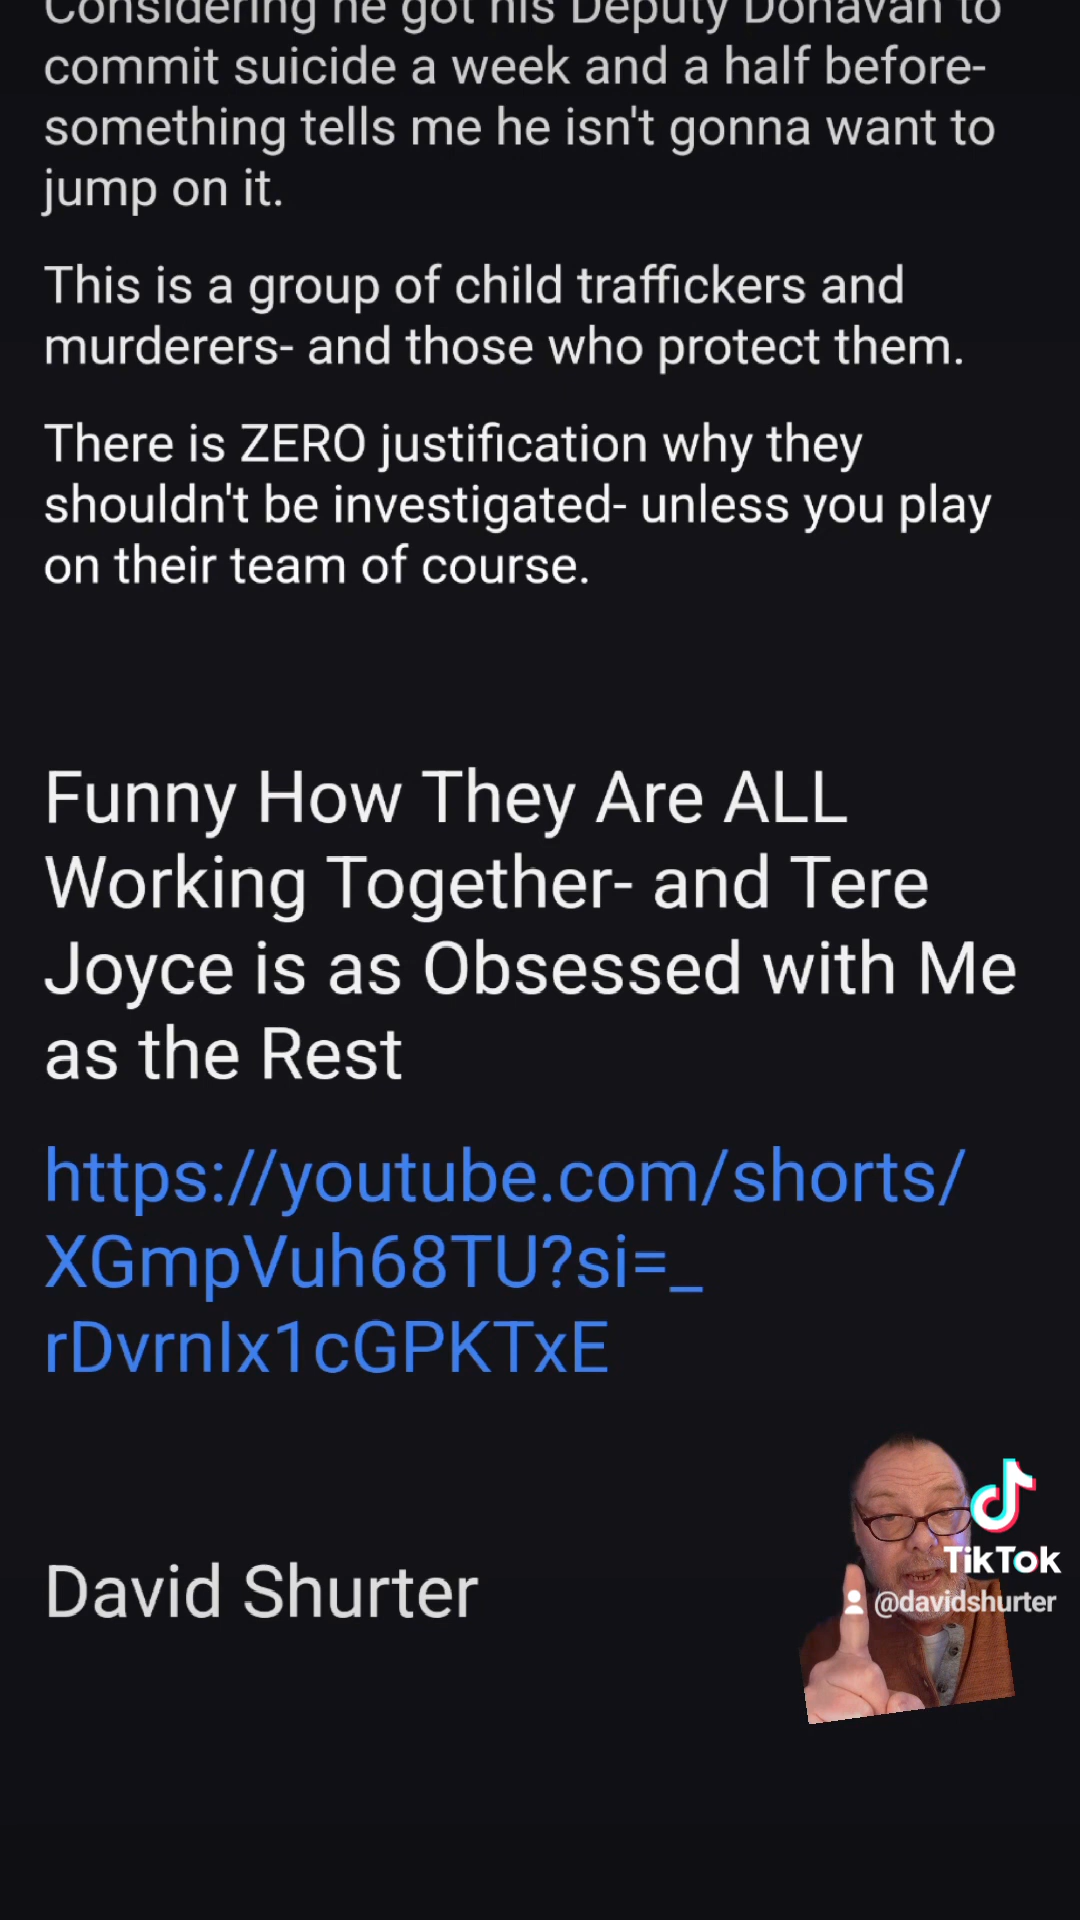 Considering he got his Deputy Donavan to
commit suicide a week and a half before-
something tells me he isn't gonna want to
jump on it.
This is a group of child traffickers and
murderers- and those who protect them.
There is ZERO justification why they
shouldn't be investigated- unless you play
on their team of course.
Funny How They Are ALL
Working Together- and Tere
Joyce is as Obsessed with Me
as the Rest
https://youtube.com/shorts/
XGmpVuh68TU?si=_
rDvrnIx1cGPKTxE
David Shurter
TikTok
@davidshurter